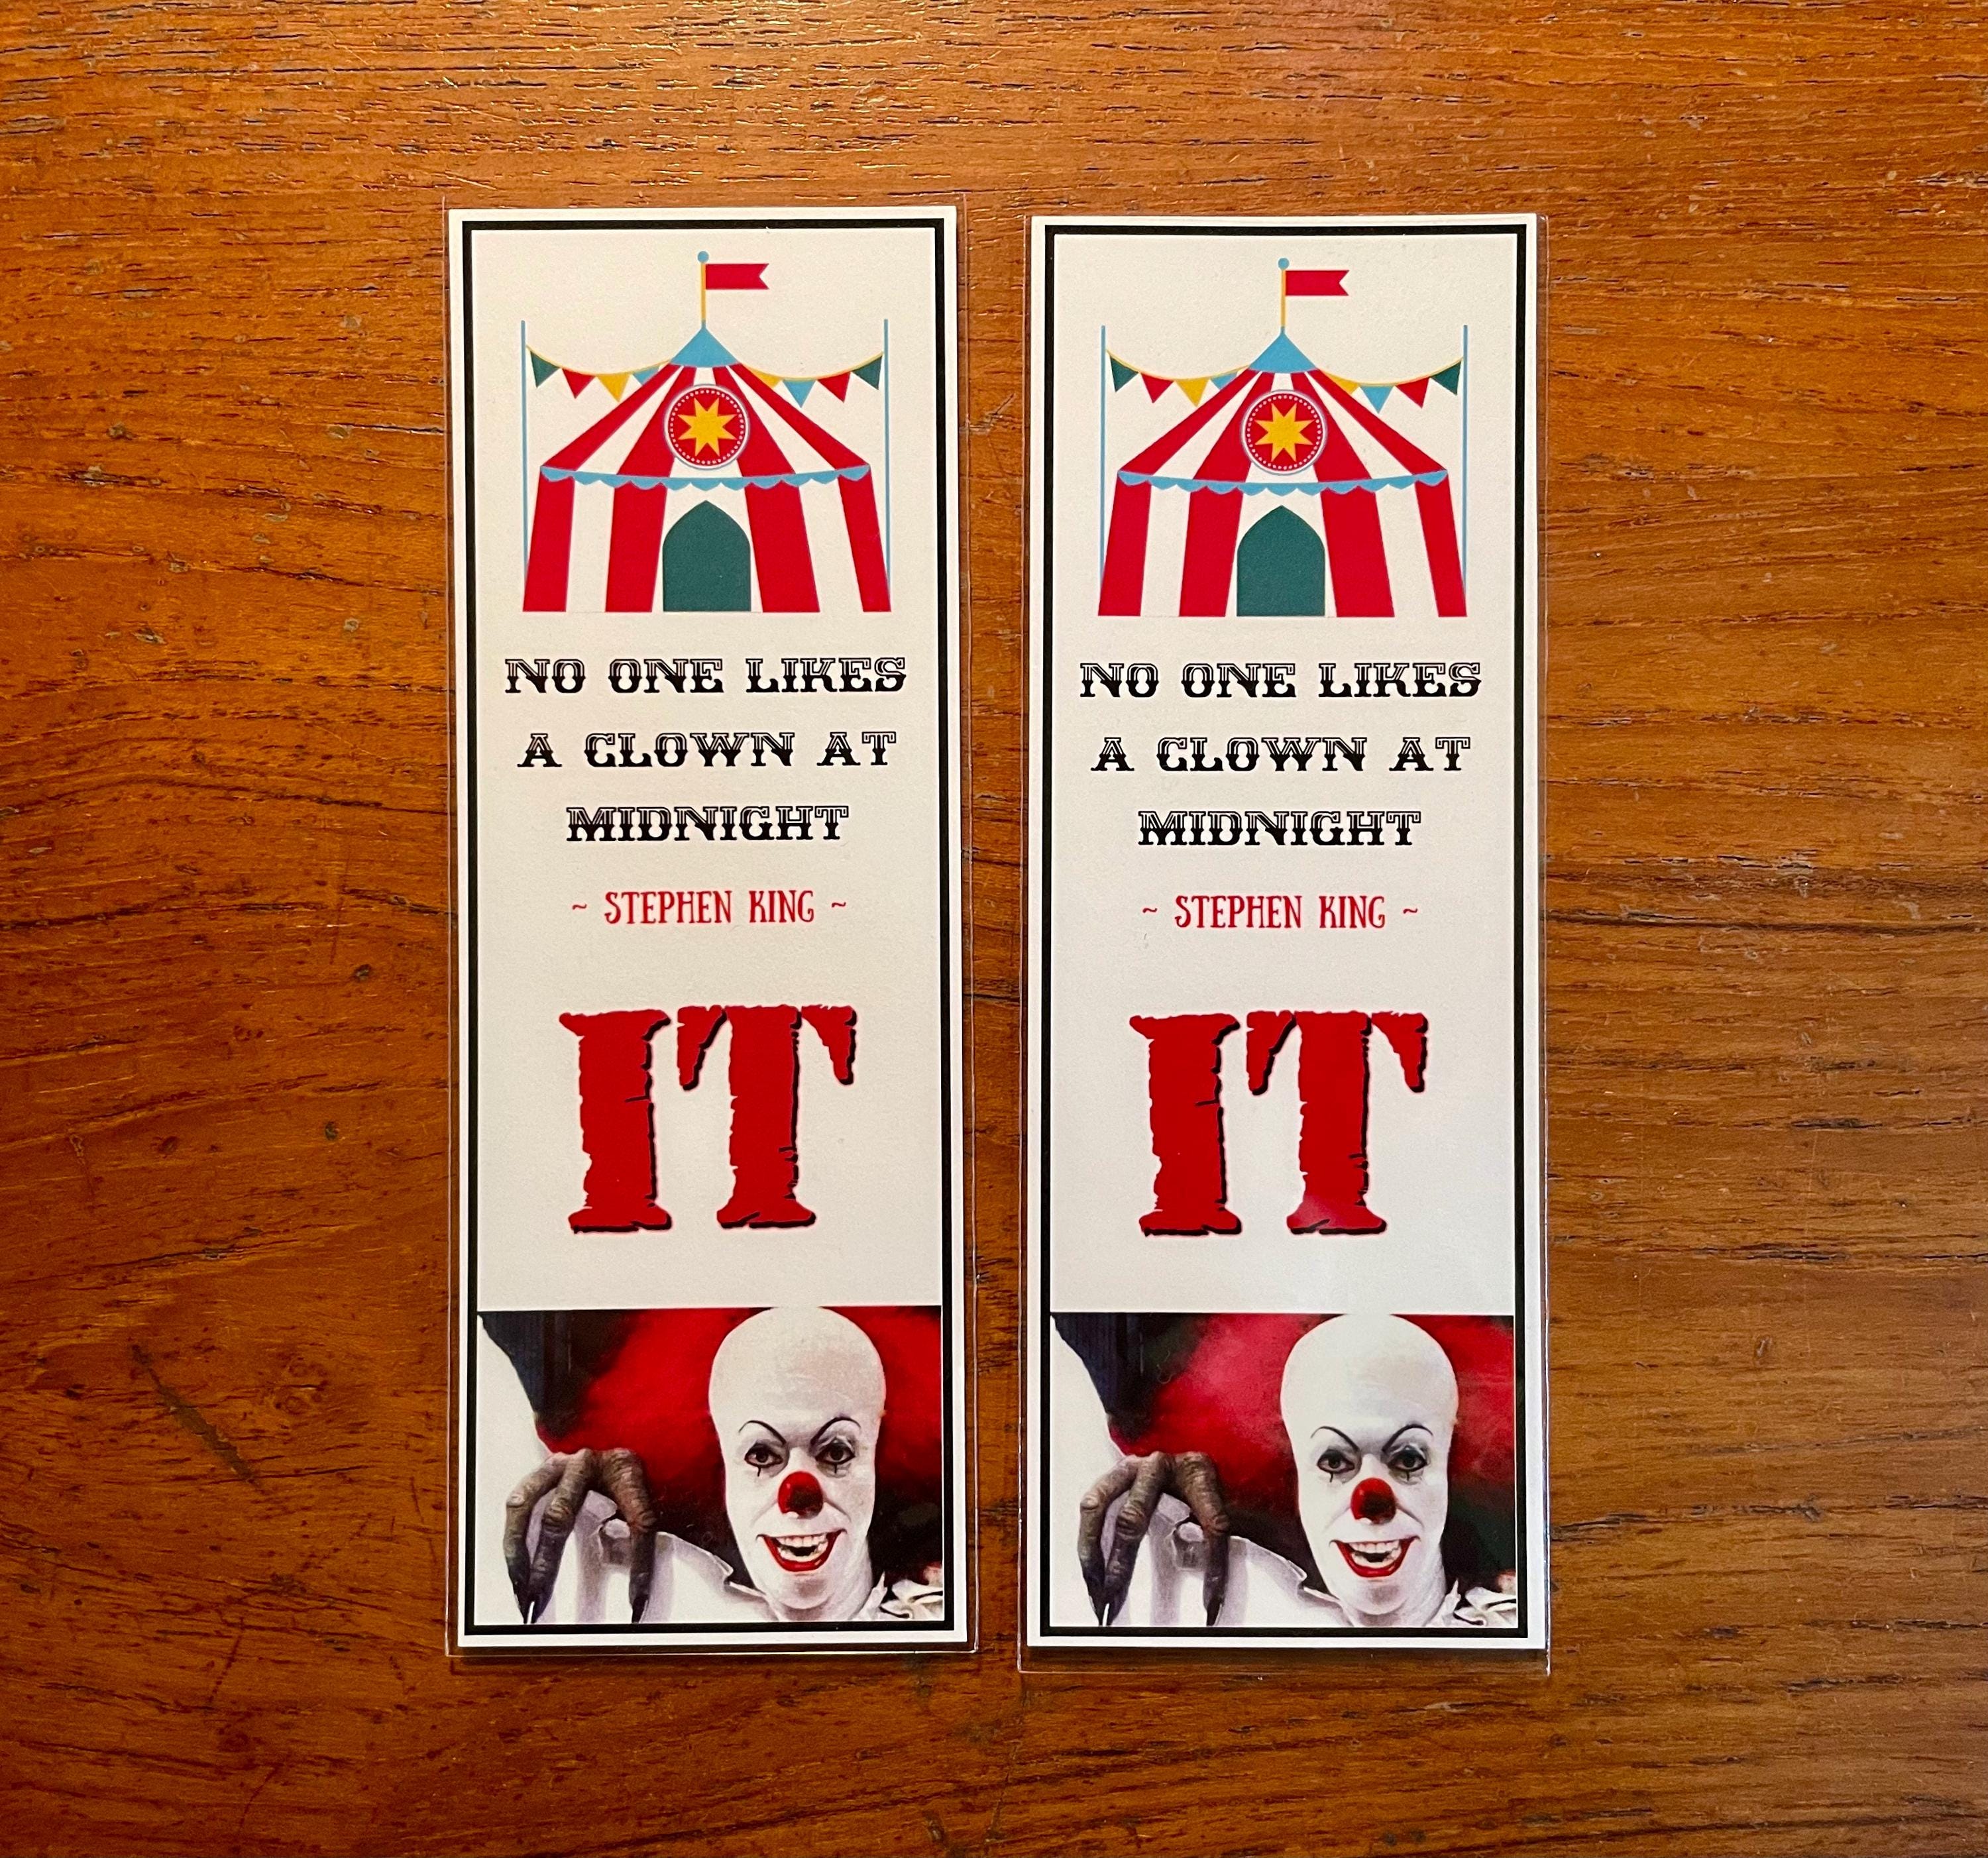 NO ONE LIKES
A CLOWN AT
MIDNIGHT
~ STEPHEN KING ~
IT
NO ONE LIKES
A CLOWN AT
MIDNIGHT
~ STEPHEN KING ~
IT